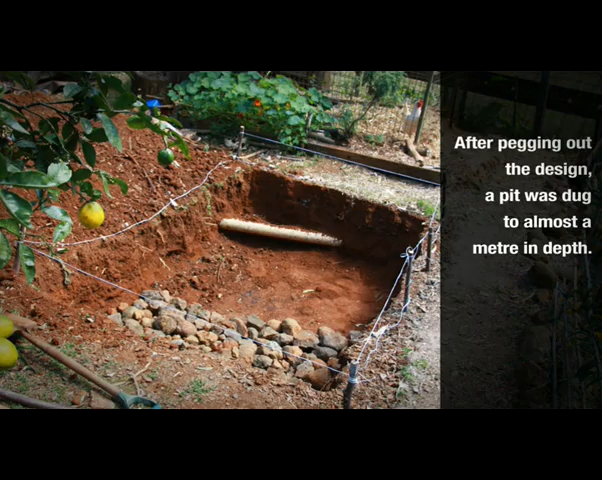 After pegging out
the design,
a pit was dug
to almost a
metre in depth.